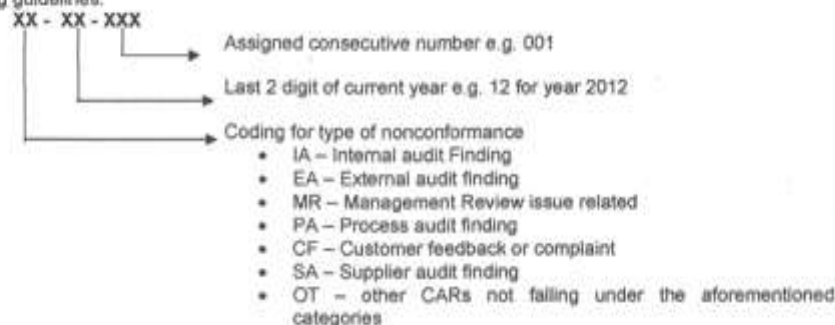 guidelines:
XX - XX - XXX
Assigned consecutive number e.g. 001
Last 2 digit of current year e.g. 12 for year 2012
Coding for type of nonconformance
• IA – Internal audit Finding
• EA – External audit finding
• MR – Management Review issue related
• PA – Process audit finding
• CF – Customer feedback or complaint
• SA – Supplier audit finding
• OT – other CARs not falling under the aforementioned
categories